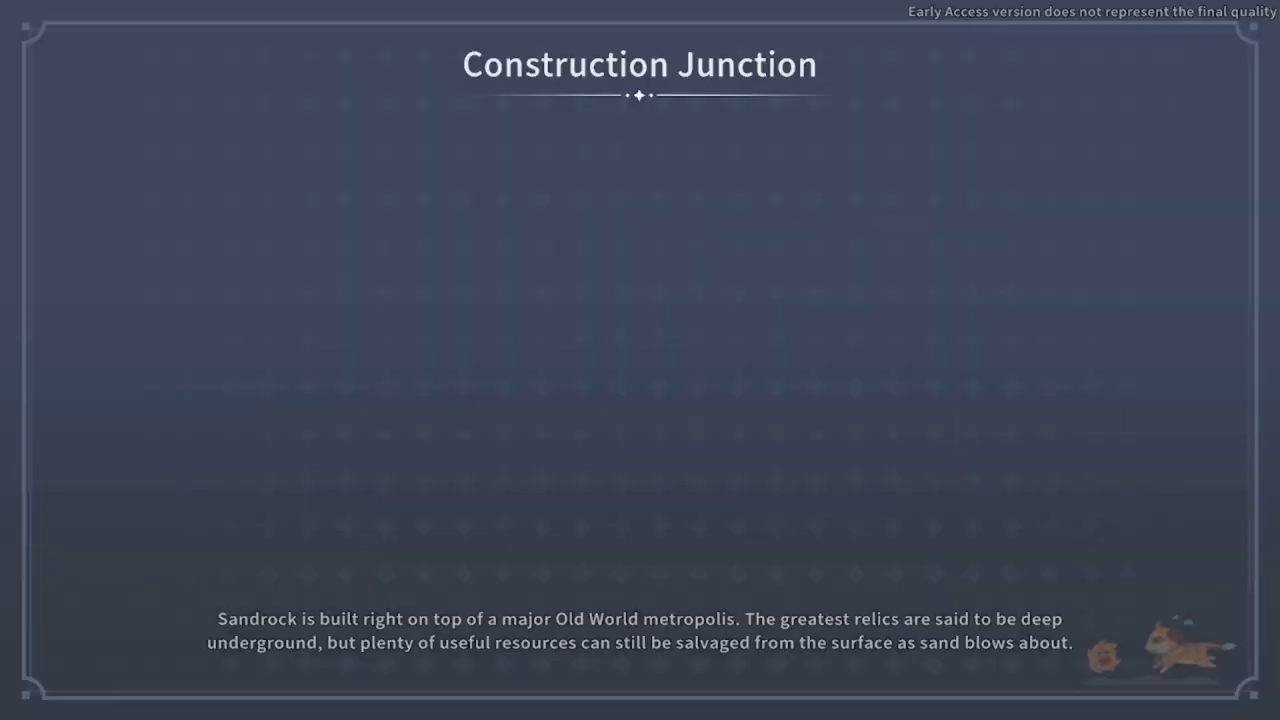 Early Access version does not represent the final quality
Construction Junction
Sandrock is built right on top of a major Old World metropolis. The greatest relics are said to be deep
underground, but plenty of useful resources can still be salvaged from the surface as sand blows about.